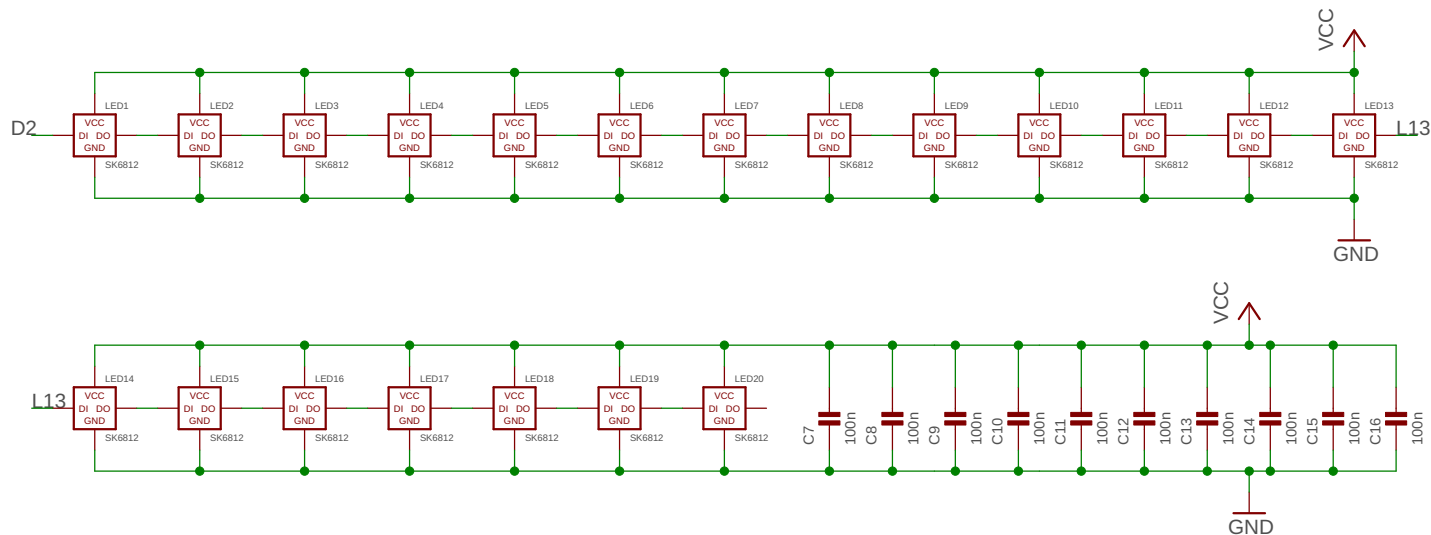 VCC
LED1 LED2 LED3 LED4 LED5 LED6 LED7 LED8 LED9 LED10 LED11 LED12 LED13
VCC VCC VCC VCC VCC VCC VCC VCC VCC VCC VCC VCC VCC
D2 DI DO DI DO DI DO DI DO DI DO DI DO DI DO DI DO DI DO DI DO DI DO DI DO DI DO L13
GND GND GND GND GND GND GND GND GND GND GND GND GND
SK6812 SK6812 SK6812 SK6812 SK6812 SK6812 SK6812 SK6812 SK6812 SK6812 SK6812 SK6812 SK6812
GND
VCC
LED14 LED15 LED16 LED17 LED18 LED19 LED20
VCC VCC VCC VCC VCC VCC VCC
L13 DI DO DI DO DI DO DI DO DI DO DI DO DI DO
GND GND GND GND GND GND GND
SK6812 SK6812 SK6812 SK6812 SK6812 SK6812 SK6812
C7 100n C8 100n C9 100n C10 100n C11 100n C12 100n C13 100n C14 100n C15 100n C16 100n
GND